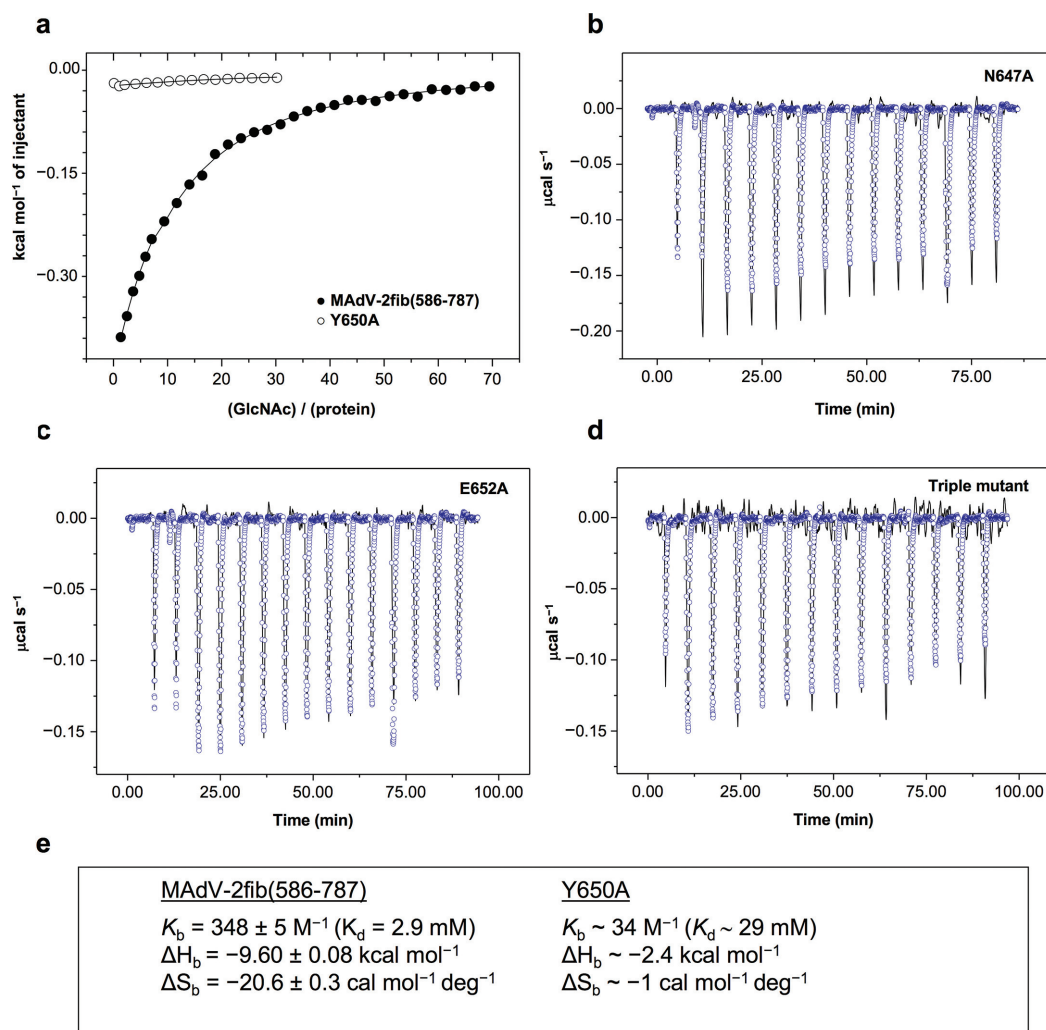 a
0.00
−0.15
−0.30
kcal mol⁻¹ of injectant
MAdV-2fib(586-787)
Y650A
0 10 20 30 40 50 60 70
(GlcNAc) / (protein)
b
N647A
0.00
−0.05
−0.10
−0.15
−0.20
μcal s⁻¹
0.00 25.00 50.00 75.00
Time (min)
c
E652A
0.00
−0.05
−0.10
−0.15
μcal s⁻¹
0.00 25.00 50.00 75.00 100.00
Time (min)
d
Triple mutant
0.00
−0.05
−0.10
−0.15
μcal s⁻¹
0.00 25.00 50.00 75.00 100.00
Time (min)
e
MAdV-2fib(586-787)
K_b = 348 ± 5 M⁻¹ (K_d = 2.9 mM)
ΔH_b = −9.60 ± 0.08 kcal mol⁻¹
ΔS_b = −20.6 ± 0.3 cal mol⁻¹ deg⁻¹
Y650A
K_b ~ 34 M⁻¹ (K_d ~ 29 mM)
ΔH_b ~ −2.4 kcal mol⁻¹
ΔS_b ~ −1 cal mol⁻¹ deg⁻¹